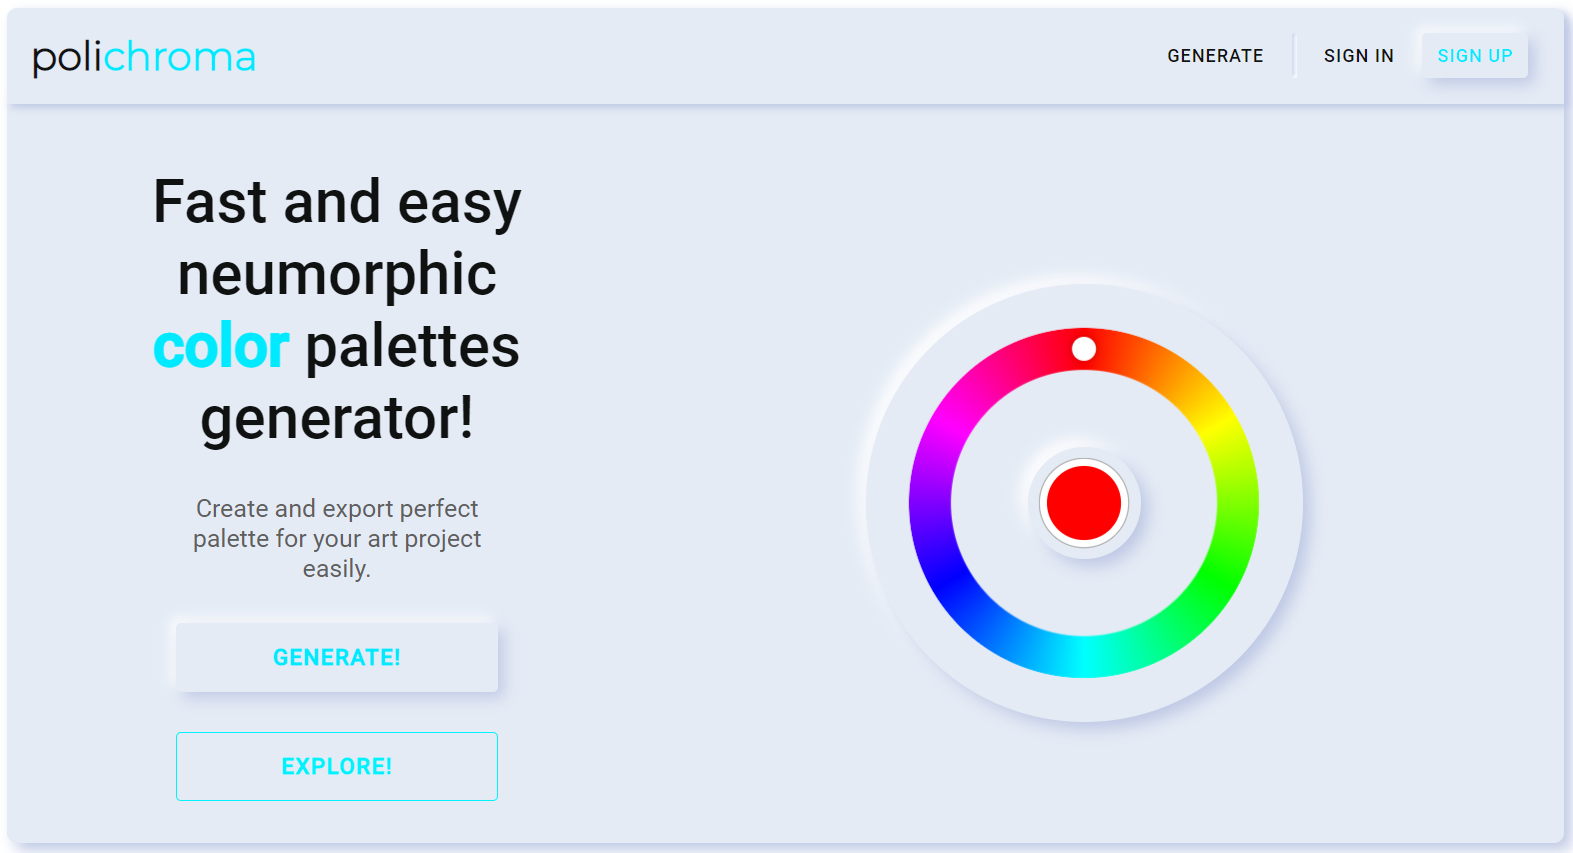 polichroma
GENERATE
SIGN IN
SIGN UP
Fast and easy
neumorphic
color palettes
generator!
Create and export perfect
palette for your art project
easily.
GENERATE!
EXPLORE!